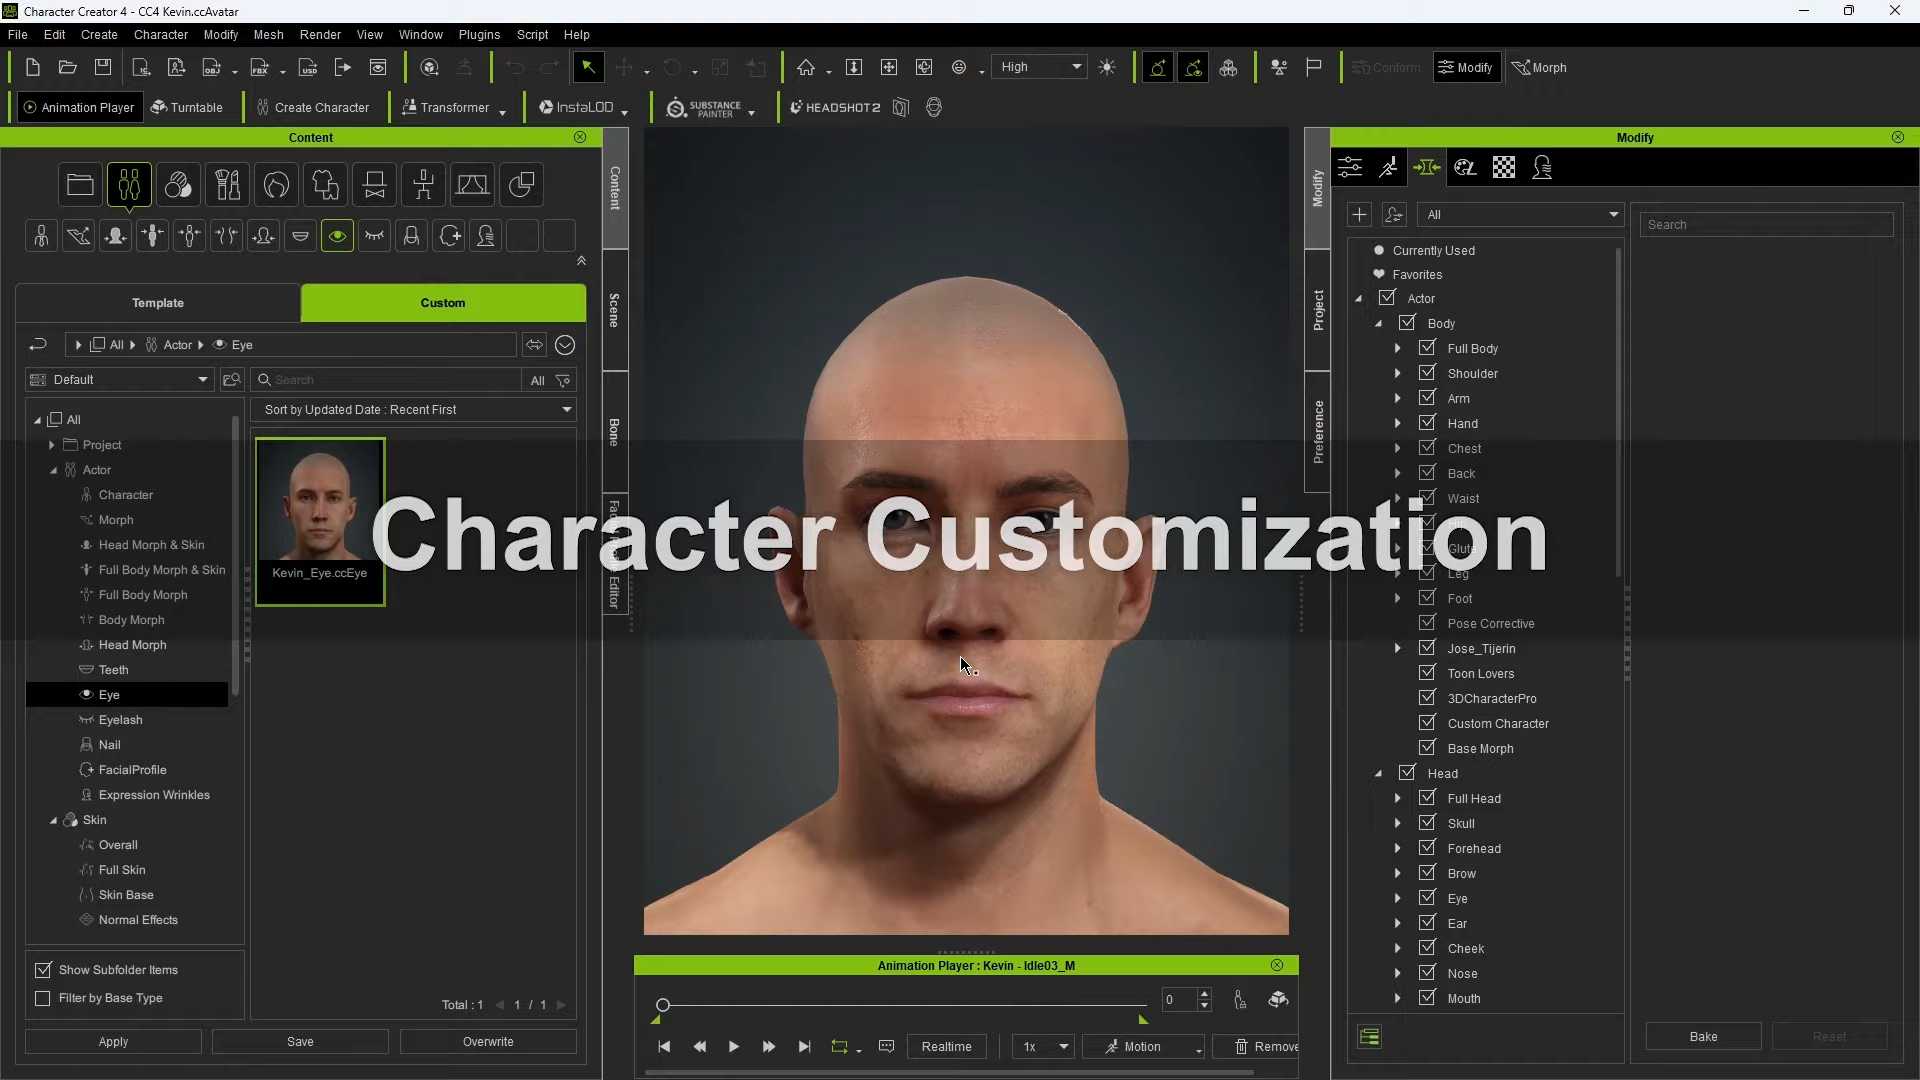 Character Creator 4 - CC4 Kevin.ccAvatar
File Edit Create Character Modify Mesh Render View Window Plugins Script Help
High
Conform Modify Morph
Animation Player Turntable Create Character Transformer InstaLOD SUBSTANCE PAINTER HEADSHOT 2
Content
Template Custom
All Actor Eye
Default
Search
All
Sort by Updated Date : Recent First
All
Project
Actor
Character
Morph
Head Morph & Skin
Full Body Morph & Skin
Full Body Morph
Body Morph
Head Morph
Teeth
Eye
Eyelash
Nail
FacialProfile
Expression Wrinkles
Skin
Overall
Full Skin
Skin Base
Normal Effects
Kevin_Eye.ccEye
Show Subfolder Items
Filter by Base Type
Total : 1 1 / 1
Apply Save Overwrite
Content
Scene
Bone
Character Customization
Animation Player : Kevin - Idle03_M
0
Realtime 1x Motion Remove
Modify
Project
Preference
Modify
All
Search
Currently Used
Favorites
Actor
Body
Full Body
Shoulder
Arm
Hand
Chest
Back
Waist
Hip
Glute
Leg
Foot
Pose Corrective
Jose_Tijerin
Toon Lovers
3DCharacterPro
Custom Character
Base Morph
Head
Full Head
Skull
Forehead
Brow
Eye
Ear
Cheek
Nose
Mouth
Bake Reset